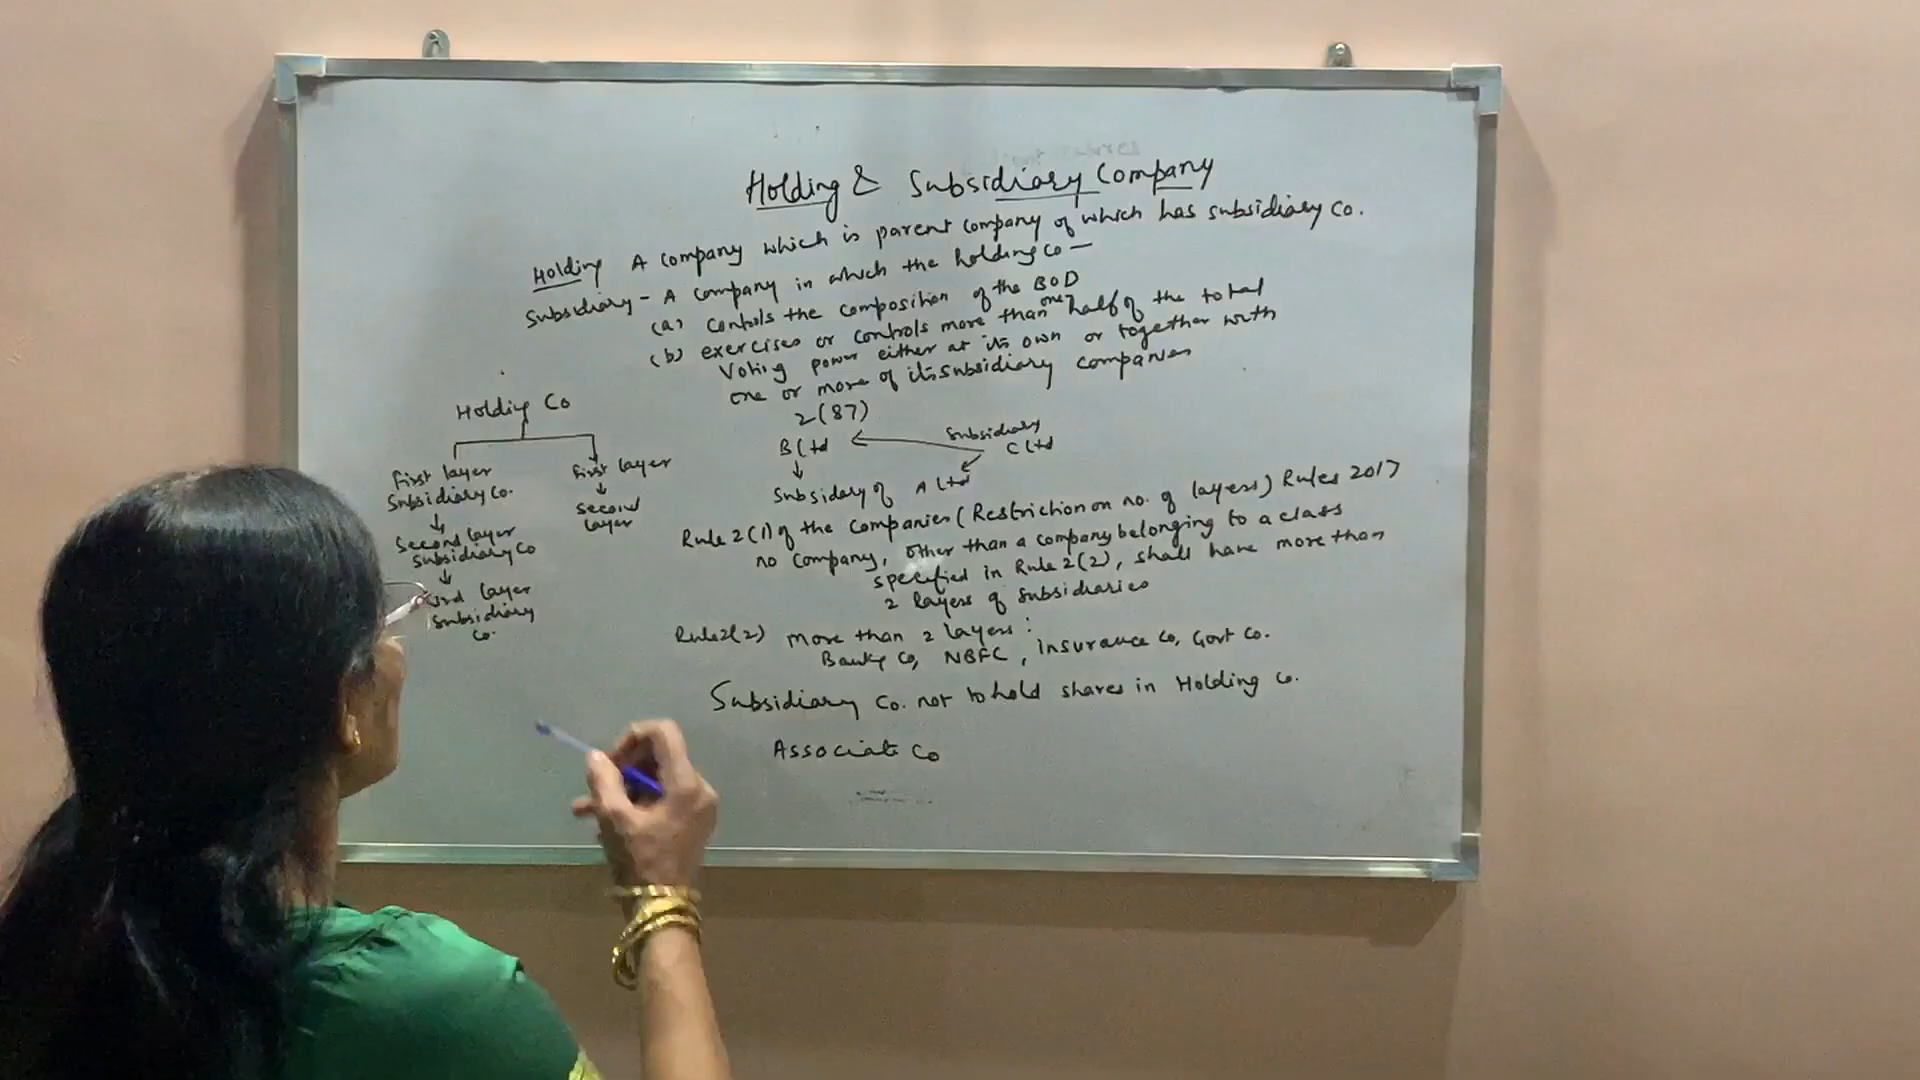 Holding & Subsidiary Company
Holding A company which is parent company of which has subsidiary Co.
Subsidiary - A company in which the holding Co -
(a) controls the composition of the BOD
(b) exercises or controls more than one half of the total
voting power either at its own or together with
one or more of its subsidiary companies
2(87)
B Ltd
Subsidiary
C Ltd
Subsidary of A Ltd
Holding Co
First layer
Subsidiary Co.
Second layer
Subsidiary Co
3rd layer
Subsidiary
Co.
First layer
Second
layer
Rule 2(1) of the Companies (Restriction on no. of layers) Rules 2017
no company, other than a company belonging to a class
specified in Rule 2(2), shall have more than
2 layers of subsidiaries
Rule 2(2) more than 2 layers:
Co, NBFC, Insurance Co, Govt Co.
Subsidiary Co. not to hold shares in Holding Co.
Associate Co